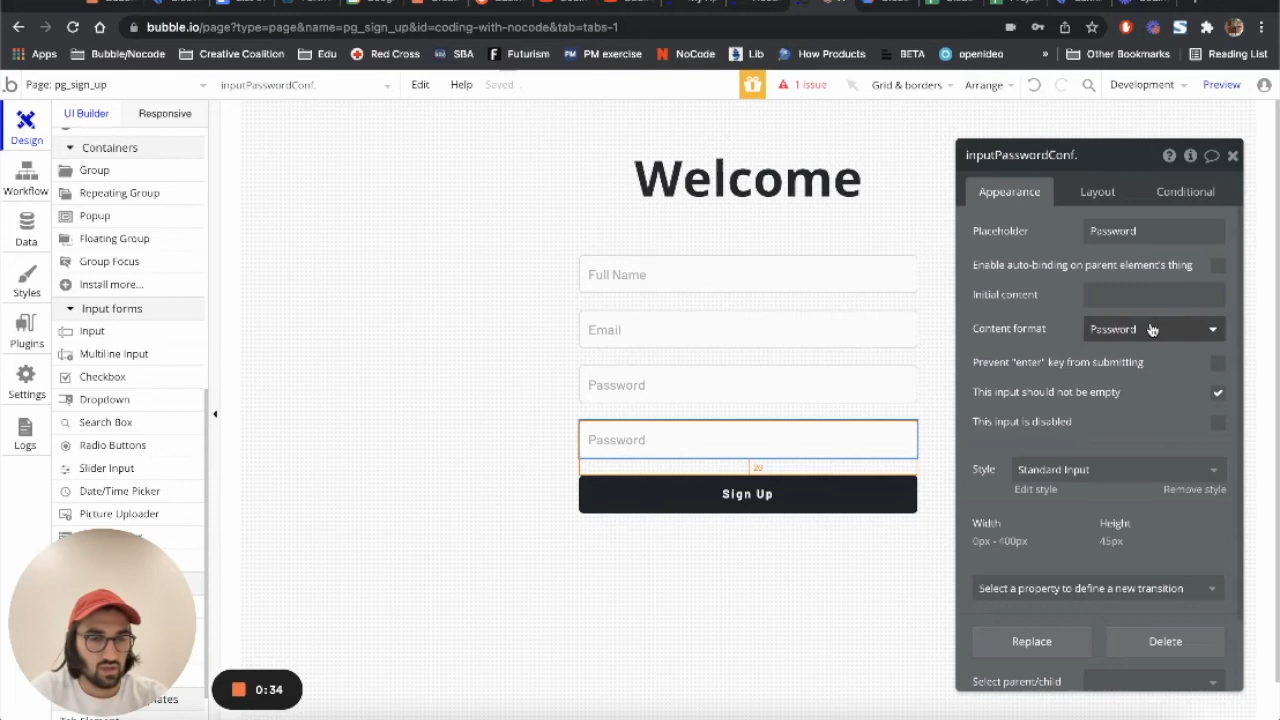 bubble.io/page?type=page&name=pg_sign_up&id=coding-with-nocode&tab=tabs-1
Apps Bubble/Nocode Creative Coalition Edu Red Cross SBA Futurism PM exercise NoCode Lib How Products BETA openideo » Other Bookmarks Reading List
Page: pg_sign_up inputPasswordConf. Edit Help Saved 1 issue Grid & borders Arrange Development Preview
UI Builder Responsive
Design
Workflow
Data
Styles
Plugins
Settings
Logs
Containers
Group
Repeating Group
Popup
Floating Group
Group Focus
Install more...
Input forms
Input
Multiline Input
Checkbox
Dropdown
Search Box
Radio Buttons
Slider Input
Date/Time Picker
Picture Uploader
Welcome
Full Name
Email
Password
Password
20
Sign Up
inputPasswordConf.
Appearance Layout Conditional
Placeholder Password
Enable auto-binding on parent element's thing
Initial content
Content format Password
Prevent "enter" key from submitting
This input should not be empty
This input is disabled
Style Standard Input
Edit style Remove style
Width Height
0px - 400px 45px
Select a property to define a new transition
Replace Delete
Select parent/child
0:34